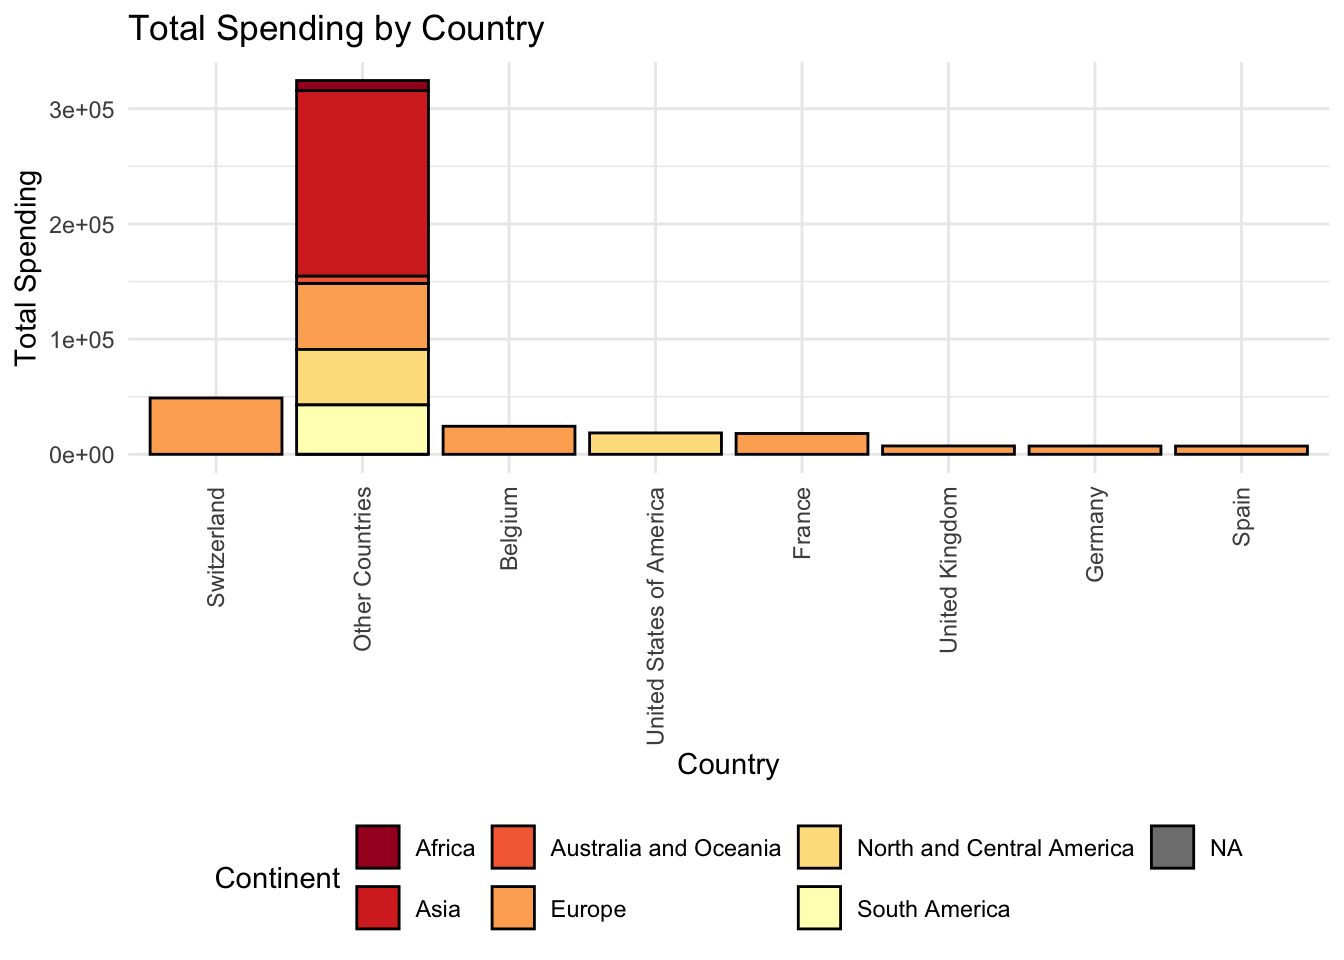 Total Spending by Country
Total Spending
3e+05
2e+05
1e+05
0e+00
Switzerland
Other Countries
Belgium
United States of America
France
United Kingdom
Germany
Spain
Country
Continent
Africa
Australia and Oceania
North and Central America
NA
Asia
Europe
South America